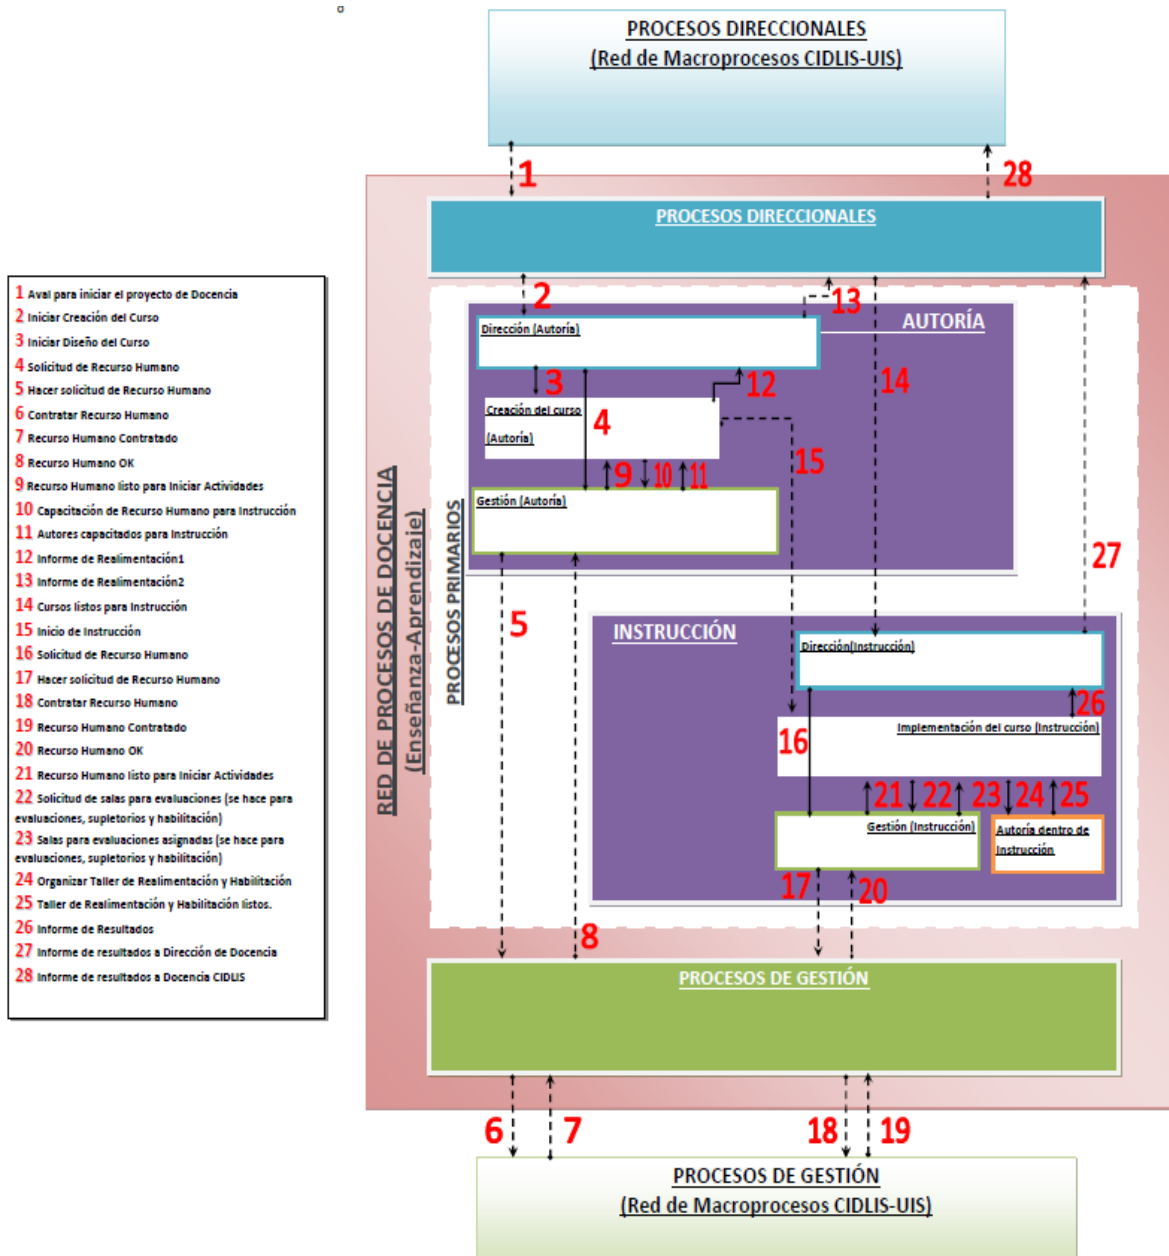 σ
PROCESOS DIRECCIONALES
(Red de Macroprocesos CIDLIS-UIS)
1
28
PROCESOS DIRECCIONALES
1 Aval para iniciar el proyecto de Docencia
2 Iniciar Creación del Curso
3 Iniciar Diseño del Curso
4 Solicitud de Recurso Humano
5 Hacer solicitud de Recurso Humano
6 Contratar Recurso Humano
7 Recurso Humano Contratado
8 Recurso Humano OK
9 Recurso Humano listo para Iniciar Actividades
10 Capacitación de Recurso Humano para Instrucción
11 Autores capacitados para Instrucción
12 Informe de Realimentación1
13 Informe de Realimentación2
14 Cursos listos para Instrucción
15 Inicio de Instrucción
16 Solicitud de Recurso Humano
17 Hacer solicitud de Recurso Humano
18 Contratar Recurso Humano
19 Recurso Humano Contratado
20 Recurso Humano OK
21 Recurso Humano listo para Iniciar Actividades
22 Solicitud de salas para evaluaciones (se hace para
evaluaciones, supletorios y habilitación)
23 Salas para evaluaciones asignadas (se hace para
evaluaciones, supletorios y habilitación)
24 Organizar Taller de Realimentación y Habilitación
25 Taller de Realimentación y Habilitación listos.
26 Informe de Resultados
27 Informe de resultados a Dirección de Docencia
28 Informe de resultados a Docencia CIDLIS
RED DE PROCESOS DE DOCENCIA
(Enseñanza-Aprendizaje)
PROCESOS PRIMARIOS
2
13
AUTORÍA
Dirección (Autoría)
3
12
14
Creación del curso
(Autoría)
4
15
9
10
11
Gestión (Autoría)
27
5
INSTRUCCIÓN
Dirección(Instrucción)
26
Implementación del curso (Instrucción)
16
21
22
23
24
25
Gestión (Instrucción)
Autoría dentro de
Instrucción
17
20
8
PROCESOS DE GESTIÓN
6
7
18
19
PROCESOS DE GESTIÓN
(Red de Macroprocesos CIDLIS-UIS)